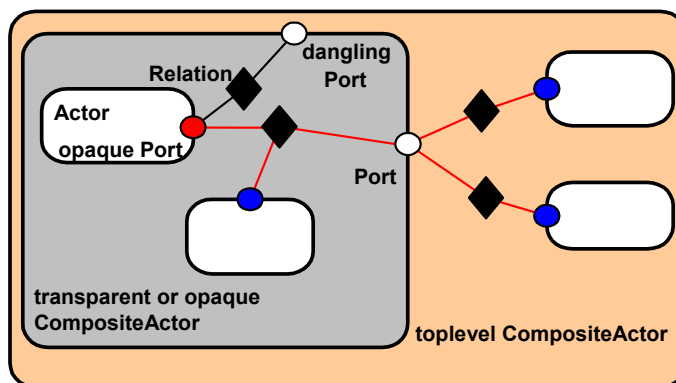 dangling
Port
Relation
Actor
opaque Port
Port
transparent or opaque
CompositeActor
toplevel CompositeActor